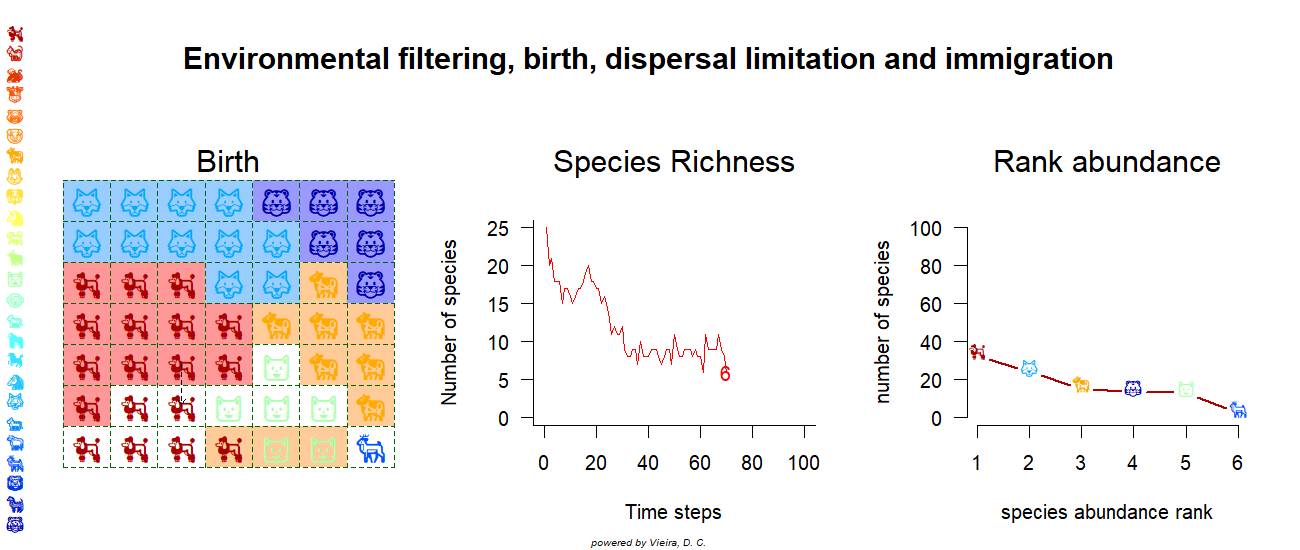 Environmental filtering, birth, dispersal limitation and immigration
Birth
Species Richness
Number of species
25
20
15
10
5
0
6
0 20 40 60 80 100
Time steps
Rank abundance
number of species
100
80
60
40
20
0
1 2 3 4 5 6
species abundance rank
powered by Vieira, D. C.